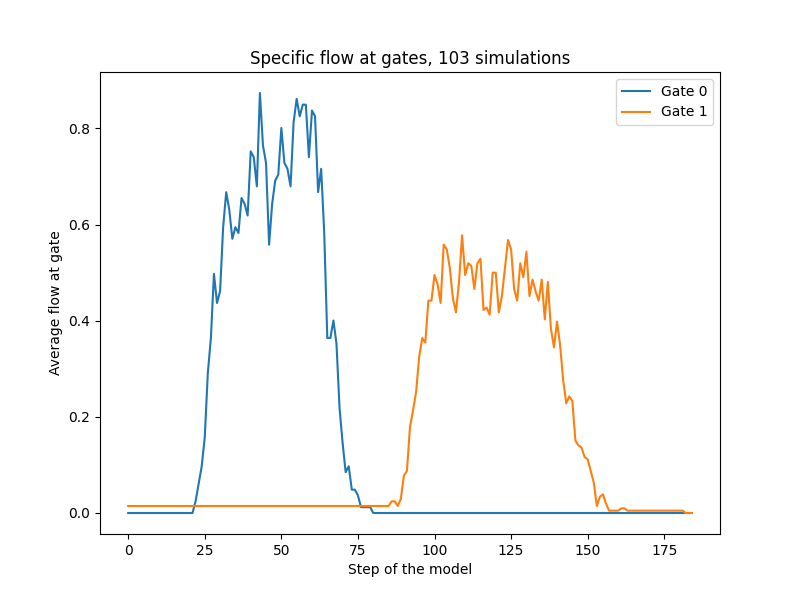 Specific flow at gates, 103 simulations
Gate 0
Gate 1
Average flow at gate
0.8
0.6
0.4
0.2
0.0
0 25 50 75 100 125 150 175
Step of the model